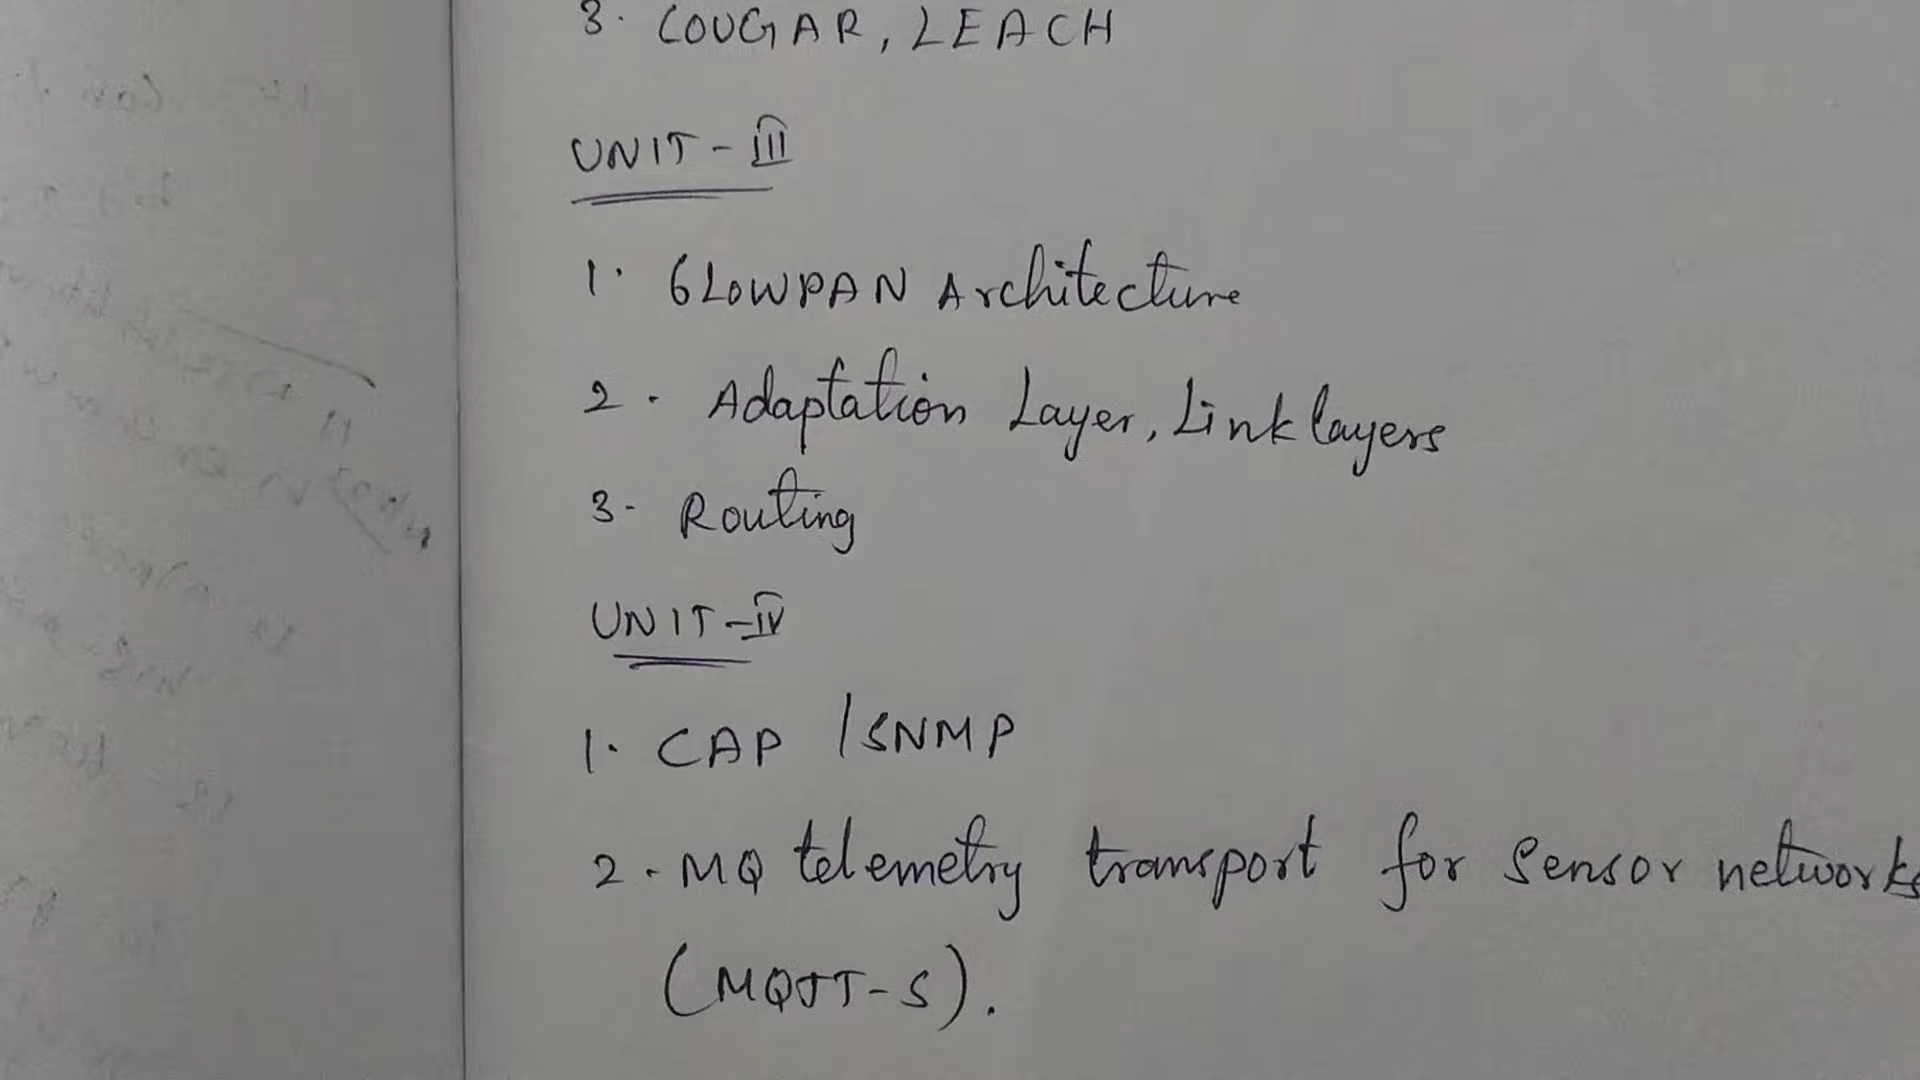 3. COUGAR, LEACH
UNIT-III
1. 6LOWPAN Architecture
2. Adaptation Layer, Link layers
3. Routing
UNIT-IV
1. CAP /SNMP
2. MQ telemetry transport for sensor networks
(MQTT-S).